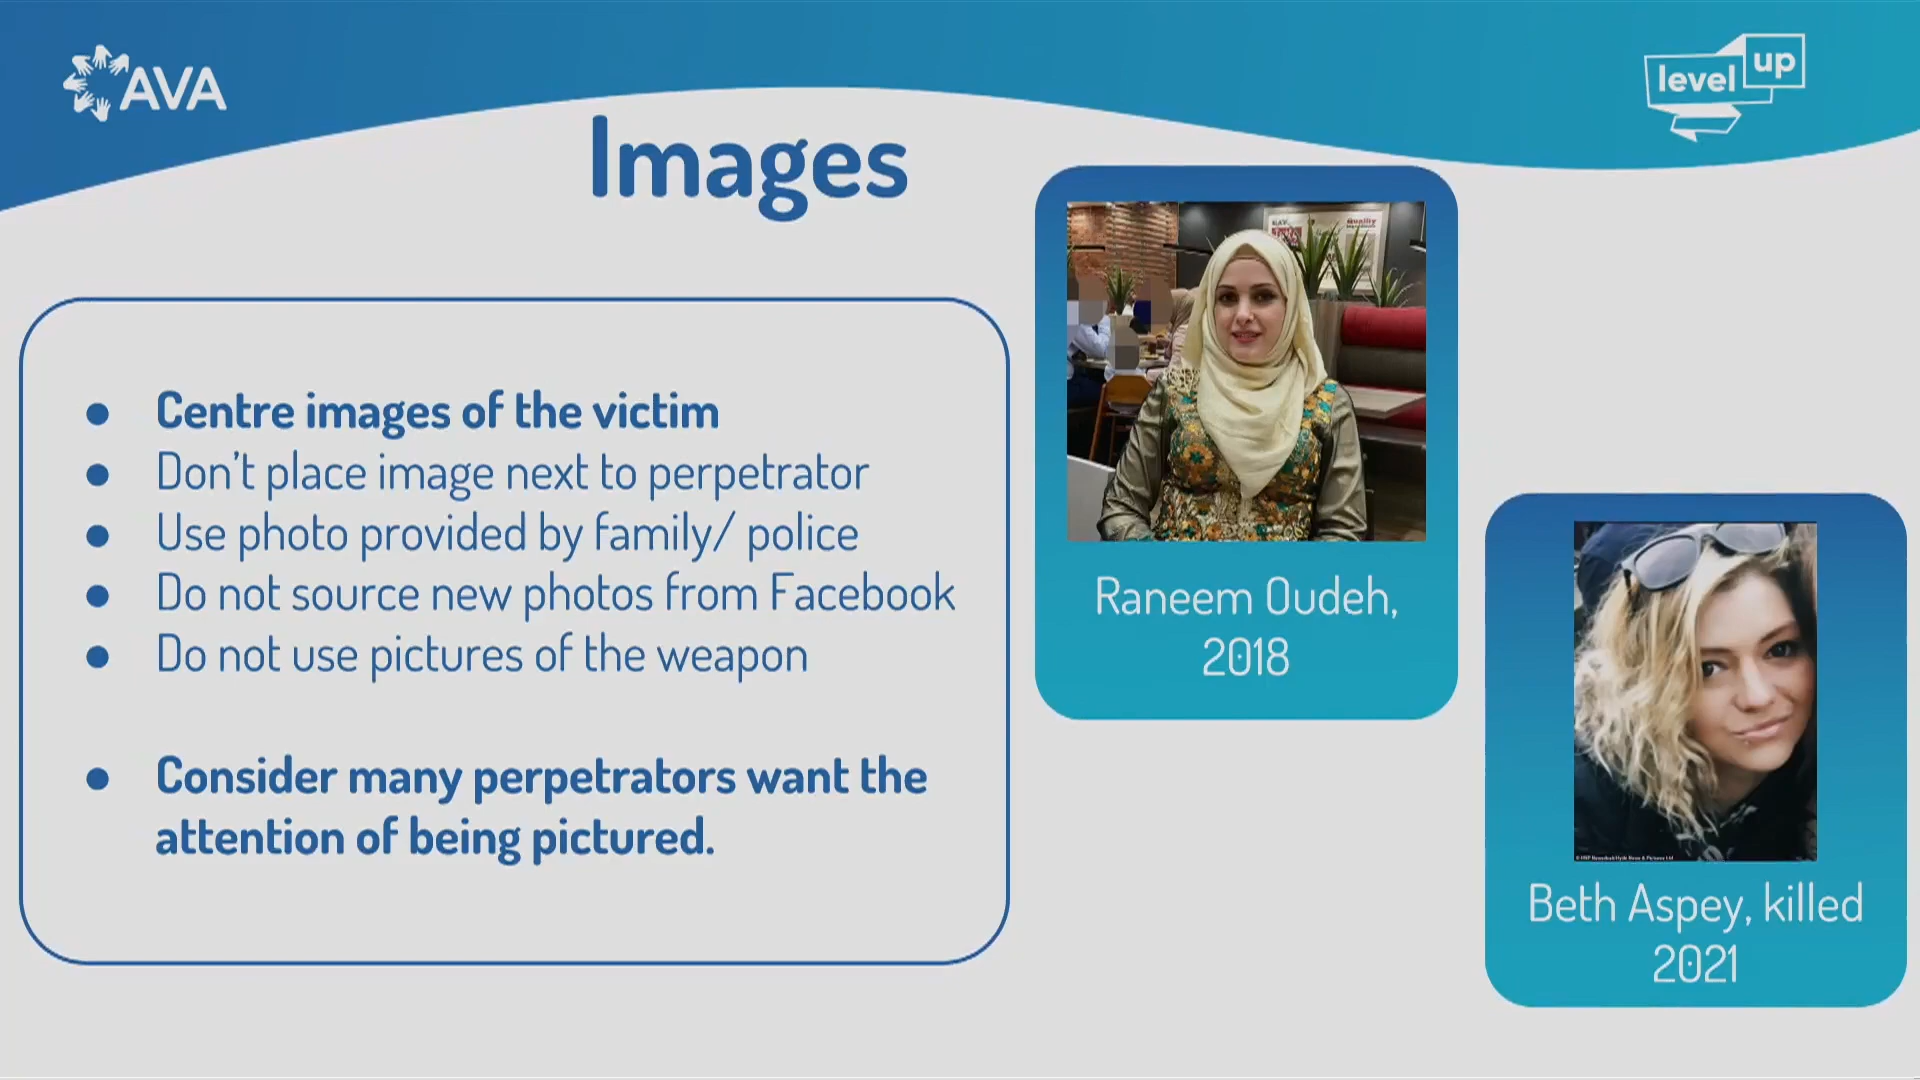 AVA
level up
Images
● Centre images of the victim
● Don't place image next to perpetrator
● Use photo provided by family/ police
● Do not source new photos from Facebook
● Do not use pictures of the weapon
● Consider many perpetrators want the
attention of being pictured.
Quality
Raneem Oudeh,
2018
Beth Aspey, killed
2021